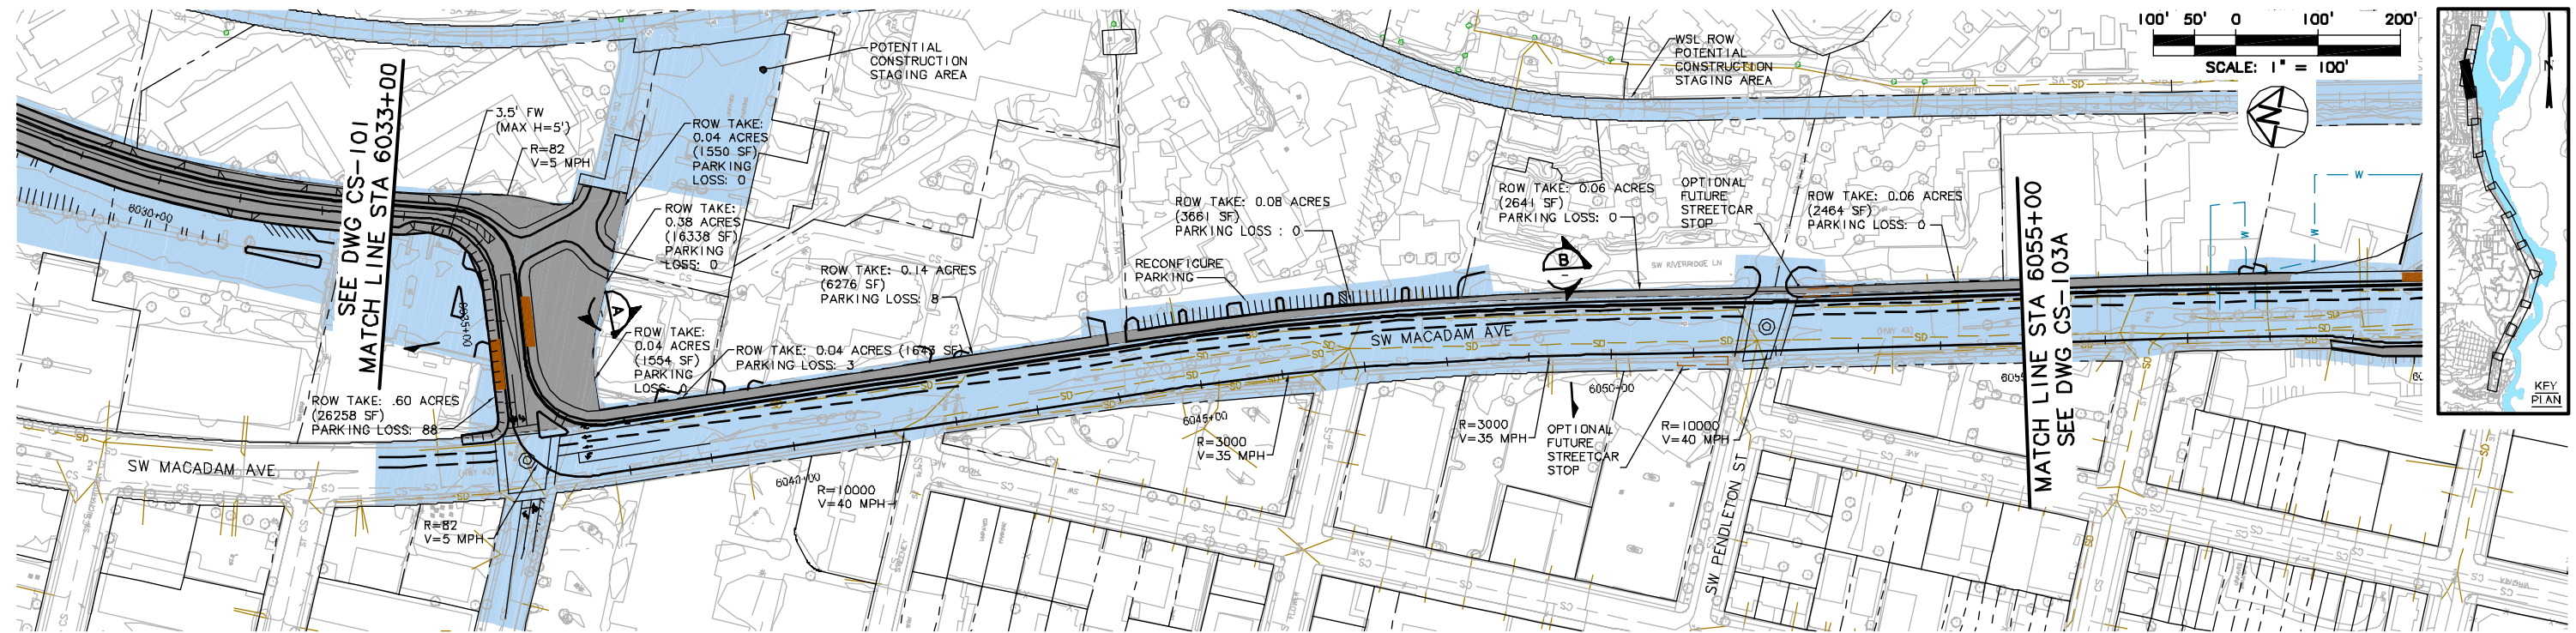 100' 50' 0 100' 200'
SCALE: 1" = 100'
N
KEY
PLAN
SEE DWG CS-101
MATCH LINE STA 6033+00
6030+00
3.5' FW
(MAX H=5')
R=82
V=5 MPH
POTENTIAL
CONSTRUCTION
STAGING AREA
ROW TAKE:
0.04 ACRES
(1550 SF)
PARKING
LOSS: 0
ROW TAKE:
0.38 ACRES
(16338 SF)
PARKING
LOSS: 0
A
ROW TAKE:
0.04 ACRES
(1554 SF)
PARKING
LOSS: 0
6035+00
ROW TAKE: .60 ACRES
(26258 SF)
PARKING LOSS: 88
ROW TAKE: 0.04 ACRES (1643 SF)
PARKING LOSS: 3
ROW TAKE: 0.14 ACRES
(6276 SF)
PARKING LOSS: 8
RECONFIGURE
PARKING
ROW TAKE: 0.08 ACRES
(3661 SF)
PARKING LOSS : 0
WSL ROW
POTENTIAL
CONSTRUCTION
STAGING AREA
ROW TAKE: 0.06 ACRES
(2641 SF)
PARKING LOSS: 0
B
SW RIVERRIDGE LN
OPTIONAL
FUTURE
STREETCAR
STOP
ROW TAKE: 0.06 ACRES
(2464 SF)
PARKING LOSS: 0
MATCH LINE STA 6055+00
SEE DWG CS-103A
W
W
W
SW MACADAM AVE
SW MACADAM AVE
R=82
V=5 MPH
6040+00
R=10000
V=40 MPH
6045+00
R=3000
V=35 MPH
R=3000
V=35 MPH
6050+00
OPTIONAL
FUTURE
STREETCAR
STOP
R=10000
V=40 MPH
SW PENDLETON ST